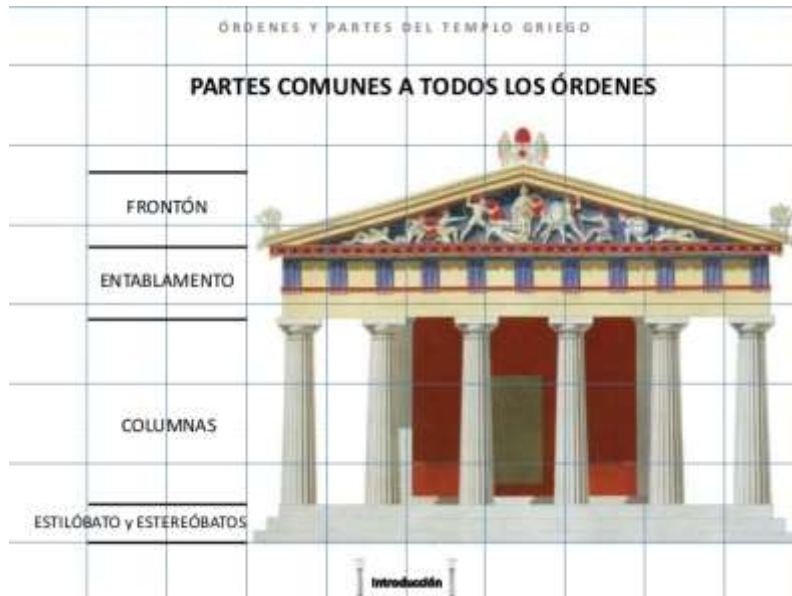 ÓRDENES Y PARTES DEL TEMPLO GRIEGO
PARTES COMUNES A TODOS LOS ÓRDENES
FRONTÓN
ENTABLAMENTO
COLUMNAS
ESTILÓBATO y ESTEREÓBATOS
Introducción